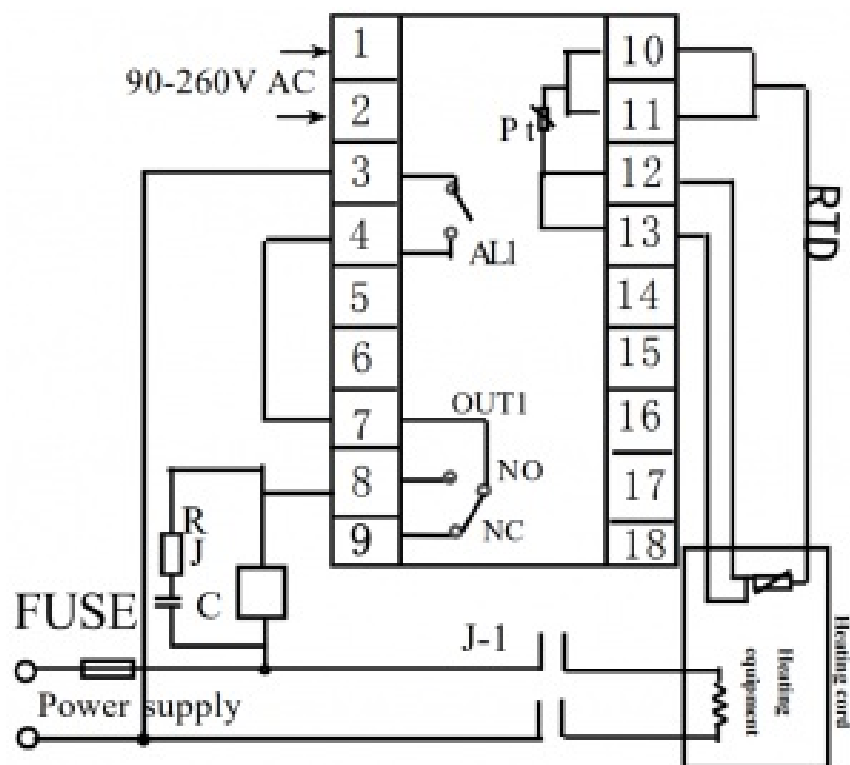 90-260V AC
1
2
3
4
5
6
7
8
9
10
11
12
13
14
15
16
17
18
Pt
AL1
OUT1
NO
NC
RTD
R
J
C
FUSE
J-1
Power supply
Heating
equipment
Heating cord